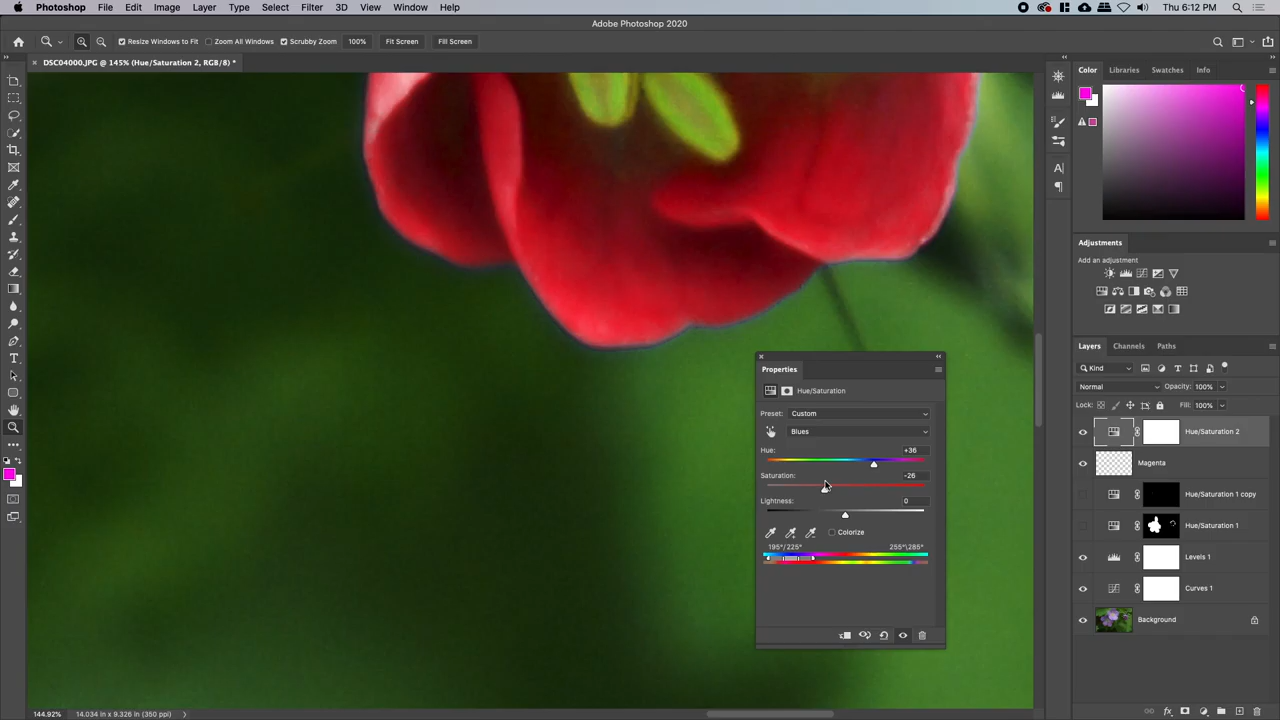 Photoshop File Edit Image Layer Type Select Filter 3D View Window Help Thu 6:12 PM
Adobe Photoshop 2020
Resize Windows to Fit Zoom All Windows Scrubby Zoom 100% Fit Screen Fill Screen
DSC04000.JPG @ 145% (Hue/Saturation 2, RGB/8) *
Color Libraries Swatches Info
Adjustments
Add an adjustment
Layers Channels Paths
Kind
Normal Opacity: 100%
Lock: Fill: 100%
Hue/Saturation 2
Magenta
Hue/Saturation 1 copy
Hue/Saturation 1
Levels 1
Curves 1
Background
Properties
Hue/Saturation
Preset: Custom
Blues
Hue: +36
Saturation: -26
Lightness: 0
Colorize
195°/225° 255°\285°
144.92% 14.034 in x 9.326 in (350 ppi)